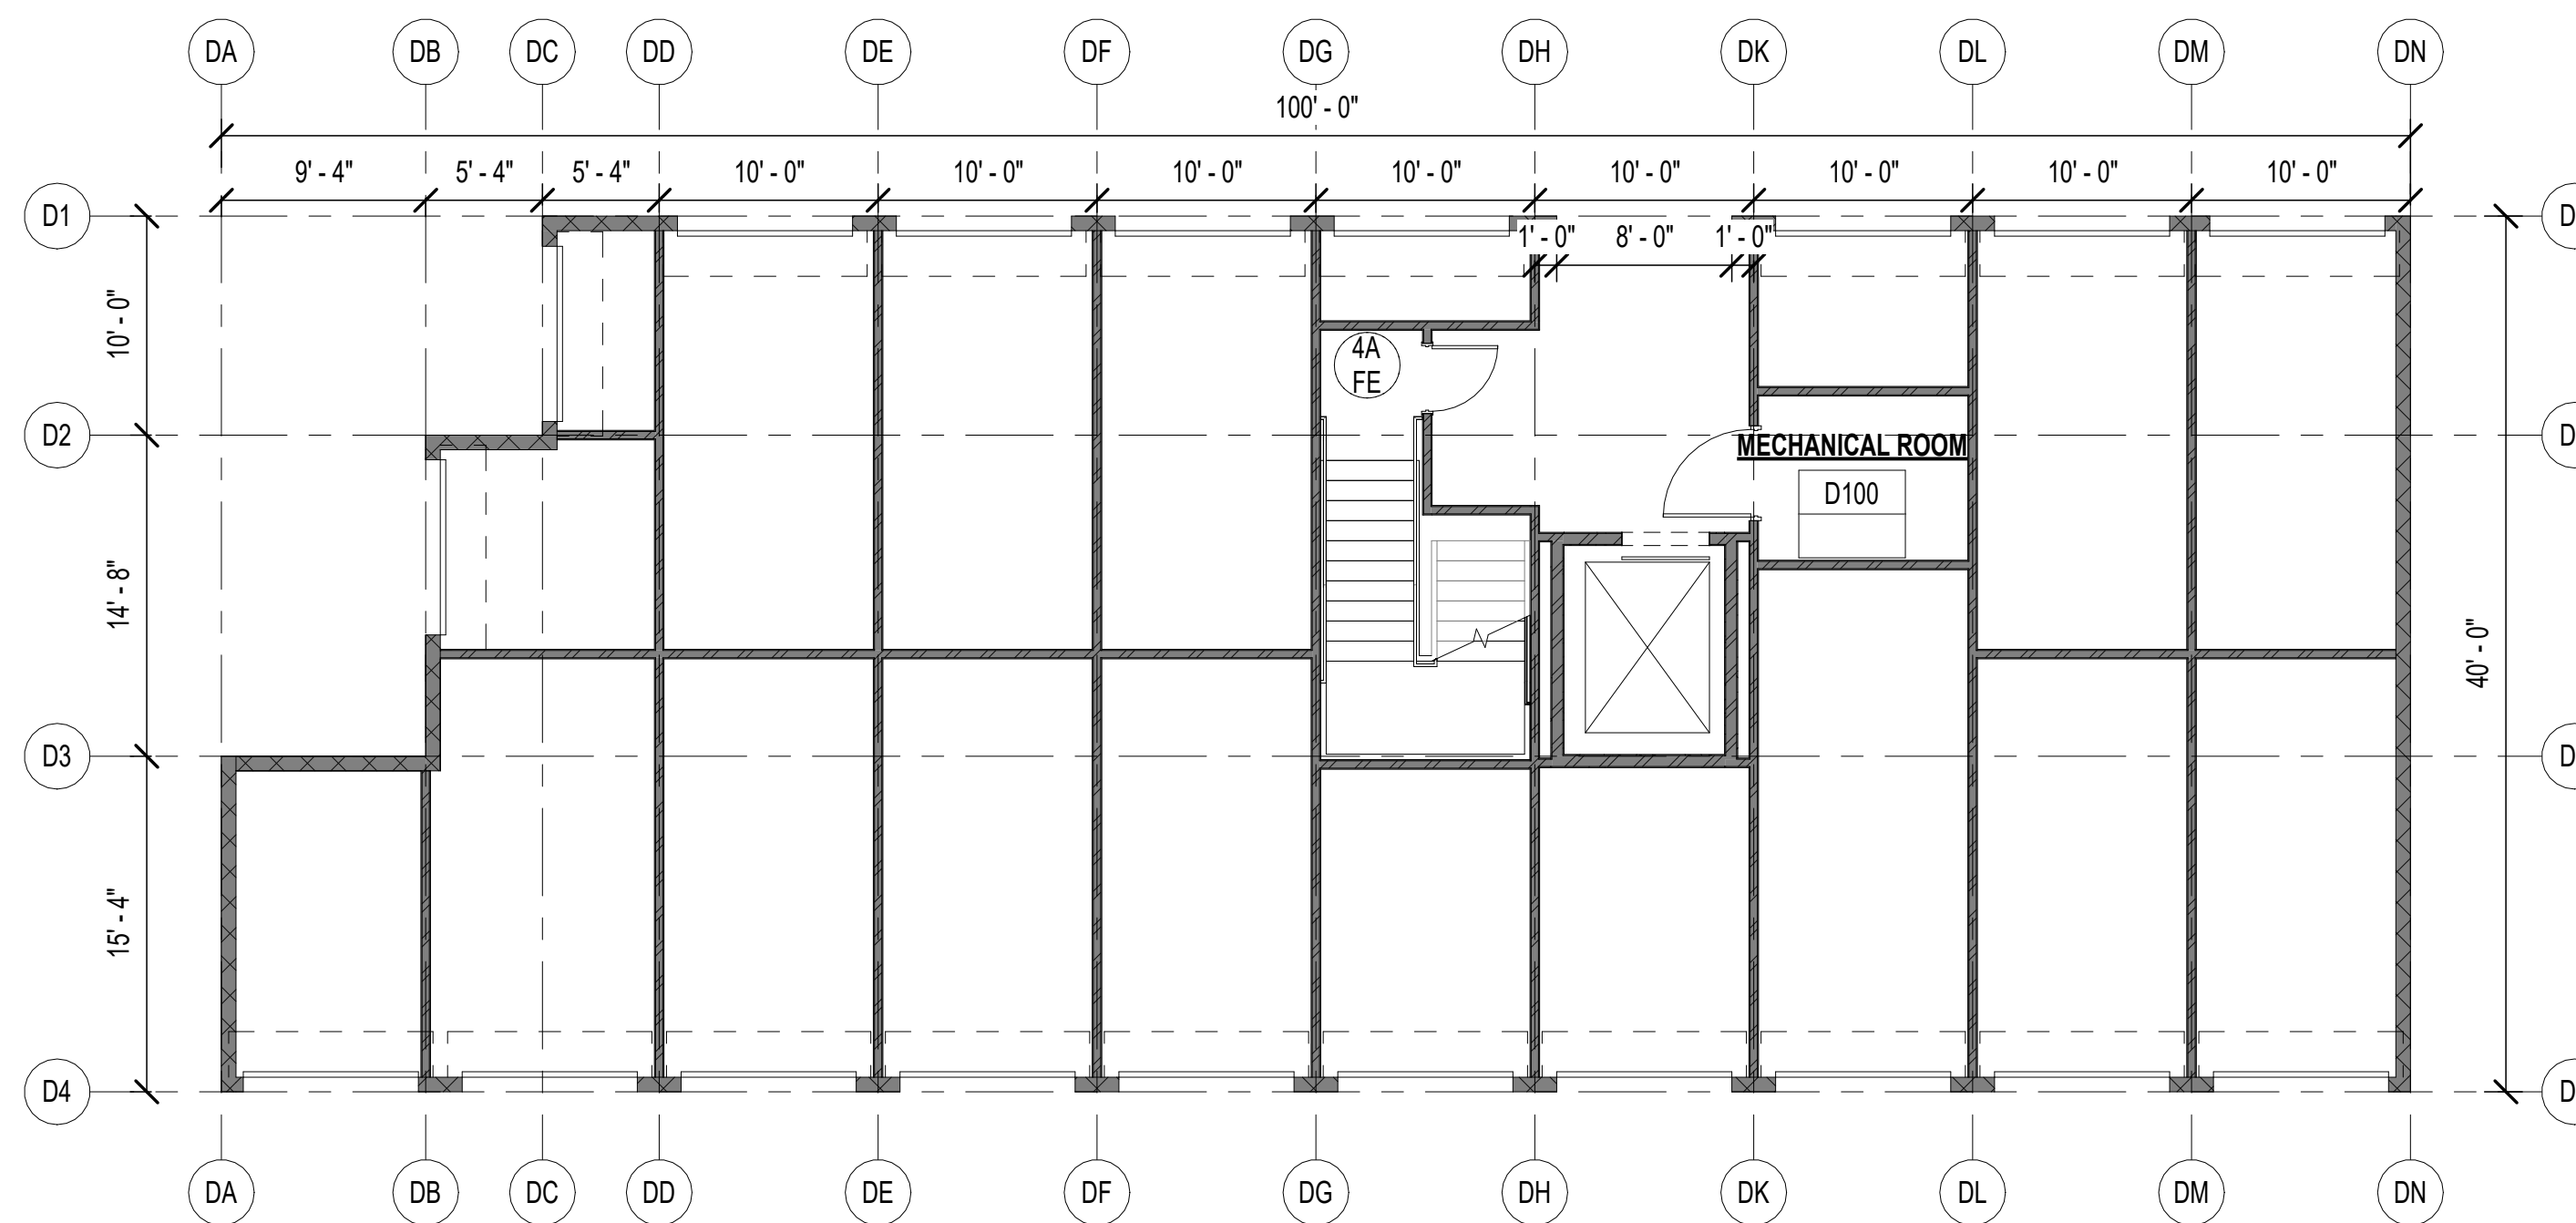 DA DB DC DD DE DF DG DH DK DL DM DN
100' - 0"
9' - 4" 5' - 4" 5' - 4" 10' - 0" 10' - 0" 10' - 0" 10' - 0" 10' - 0" 10' - 0" 10' - 0" 10' - 0"
D1 D
1' - 0" 8' - 0" 1' - 0"
10' - 0"
4A
FE
D2 D
MECHANICAL ROOM
D100
14' - 8"
40' - 0"
D3 D
15' - 4"
D4 D
DA DB DC DD DE DF DG DH DK DL DM DN